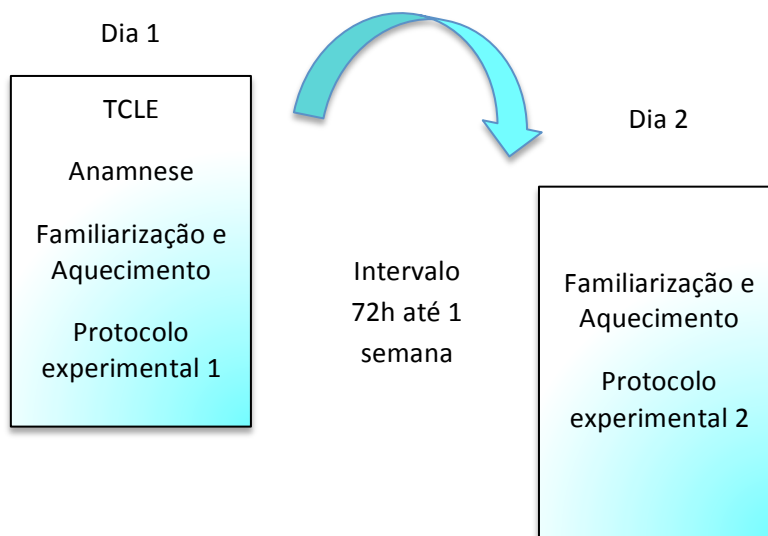 Dia 1
TCLE
Anamnese
Familiarização e
Aquecimento
Protocolo
experimental 1
Intervalo
72h até 1
semana
Dia 2
Familiarização e
Aquecimento
Protocolo
experimental 2